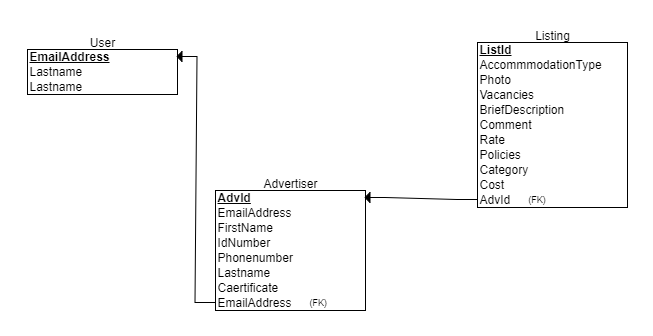 User
EmailAddress
Lastname
Lastname
Advertiser
AdvId
EmailAddress
FirstName
IdNumber
Phonenumber
Lastname
Caertificate
EmailAddress (FK)
Listing
ListId
AccommmodationType
Photo
Vacancies
BriefDescription
Comment
Rate
Policies
Category
Cost
AdvId (FK)